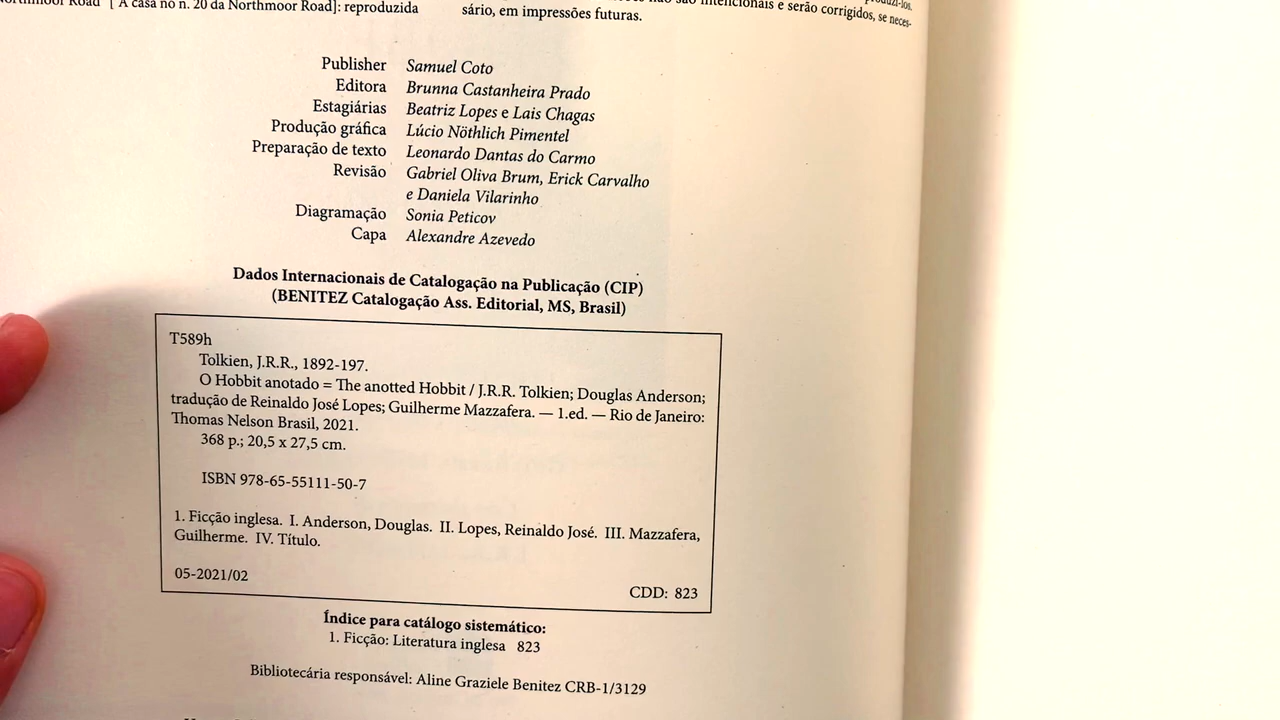 Road [ A casa no n. 20 da Northmoor Road]: reproduzida
não são intencionais e serão corrigidos, se neces-
sário, em impressões futuras.
Publisher Samuel Coto
Editora Brunna Castanheira Prado
Estagiárias Beatriz Lopes e Lais Chagas
Produção gráfica Lúcio Nöthlich Pimentel
Preparação de texto Leonardo Dantas do Carmo
Revisão Gabriel Oliva Brum, Erick Carvalho
e Daniela Vilarinho
Diagramação Sonia Peticov
Capa Alexandre Azevedo
Dados Internacionais de Catalogação na Publicação (CIP)
(BENITEZ Catalogação Ass. Editorial, MS, Brasil)
T589h
Tolkien, J.R.R., 1892-197.
O Hobbit anotado = The anotted Hobbit / J.R.R. Tolkien; Douglas Anderson;
tradução de Reinaldo José Lopes; Guilherme Mazzafera. — 1.ed. — Rio de Janeiro:
Thomas Nelson Brasil, 2021.
368 p.; 20,5 x 27,5 cm.
ISBN 978-65-55111-50-7
1. Ficção inglesa. I. Anderson, Douglas. II. Lopes, Reinaldo José. III. Mazzafera,
Guilherme. IV. Título.
05-2021/02
CDD: 823
Índice para catálogo sistemático:
1. Ficção: Literatura inglesa 823
Bibliotecária responsável: Aline Graziele Benitez CRB-1/3129